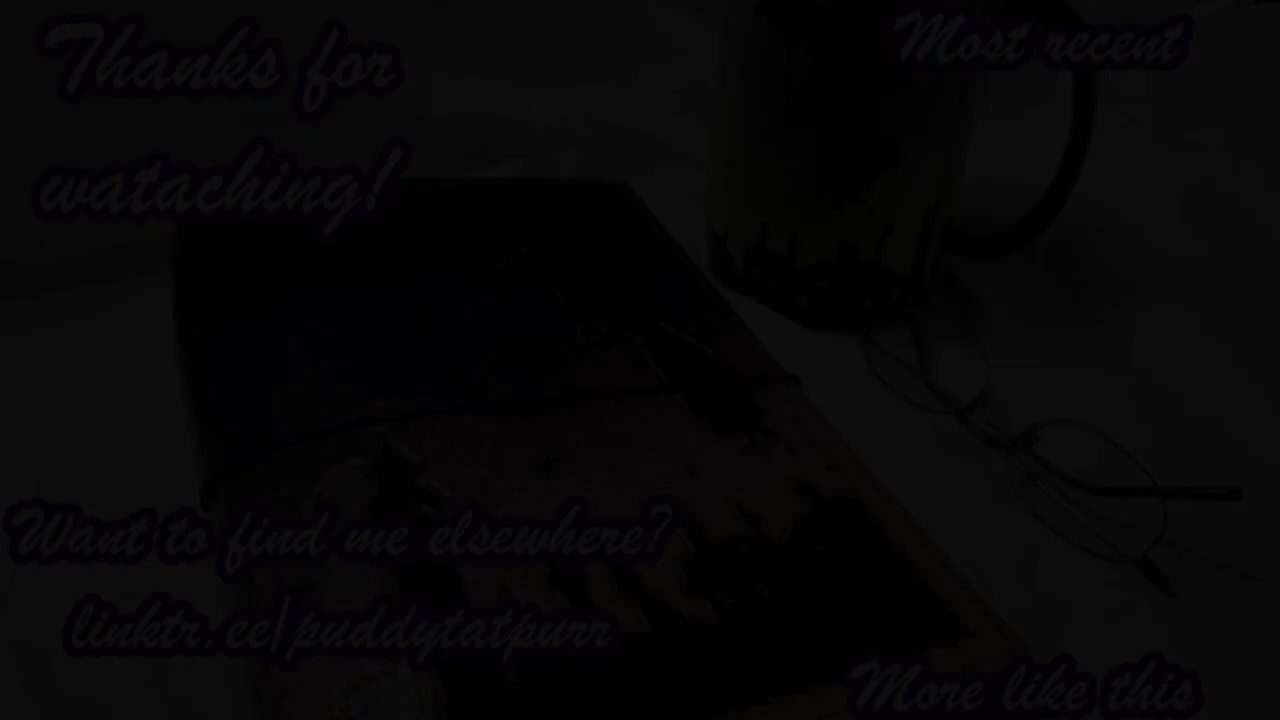 Thanks for
wataching!
Most recent
Want to find me elsewhere?
linktr.ee/puddytatpurr
More like this